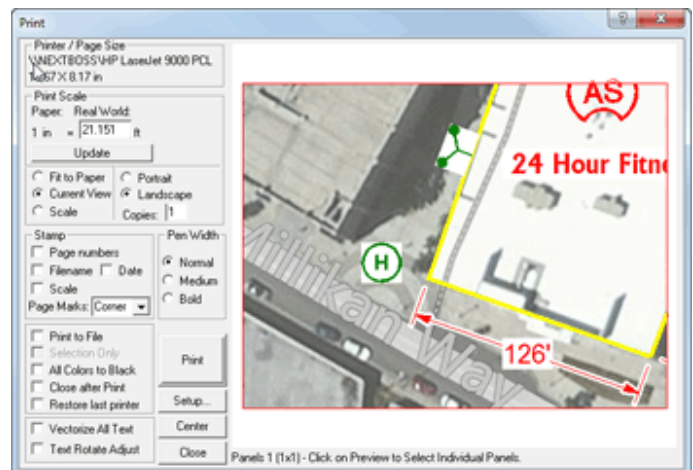 Print
Printer / Page Size
\\NEXTBOSS\HP LaserJet 9000 PCL
X 8.17 in
Print Scale
Paper: Real World:
1 in = 21.151 ft
Update
Fit to Paper
Portrait
Current View
Landscape
Scale
Copies: 1
Stamp
Page numbers
Filename
Date
Scale
Page Marks: Corner
Pen Width
Normal
Medium
Bold
Print to File
Selection Only
All Colors to Black
Close after Print
Restore last printer
Print
Setup...
Vectorize All Text
Text Rotate Adjust
Center
Close
AS
24 Hour Fitne
H
Millikan Way
126'
Panels 1 (1x1) - Click on Preview to Select Individual Panels.